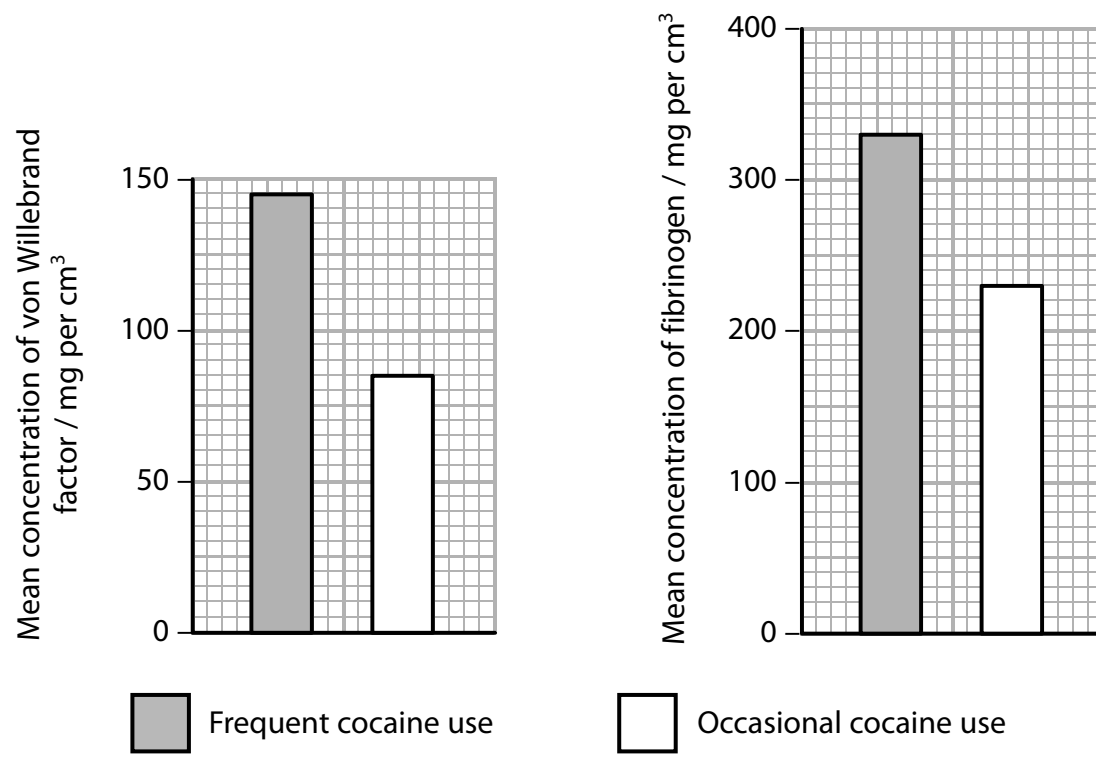 Mean concentration of von Willebrand
factor / mg per cm³
150
100
50
0
Mean concentration of fibrinogen / mg per cm³
400
300
200
100
0
Frequent cocaine use
Occasional cocaine use